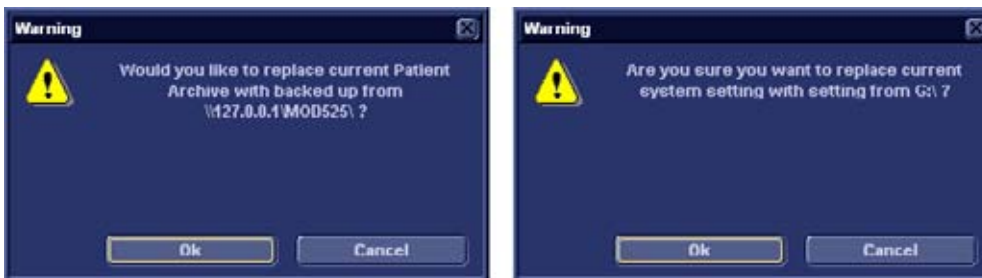 Warning
Would you like to replace current Patient
Archive with backed up from
\\127.0.0.1\MOD525\ ?
Ok
Cancel
Warning
Are you sure you want to replace current
system setting with setting from G:\ ?
Ok
Cancel